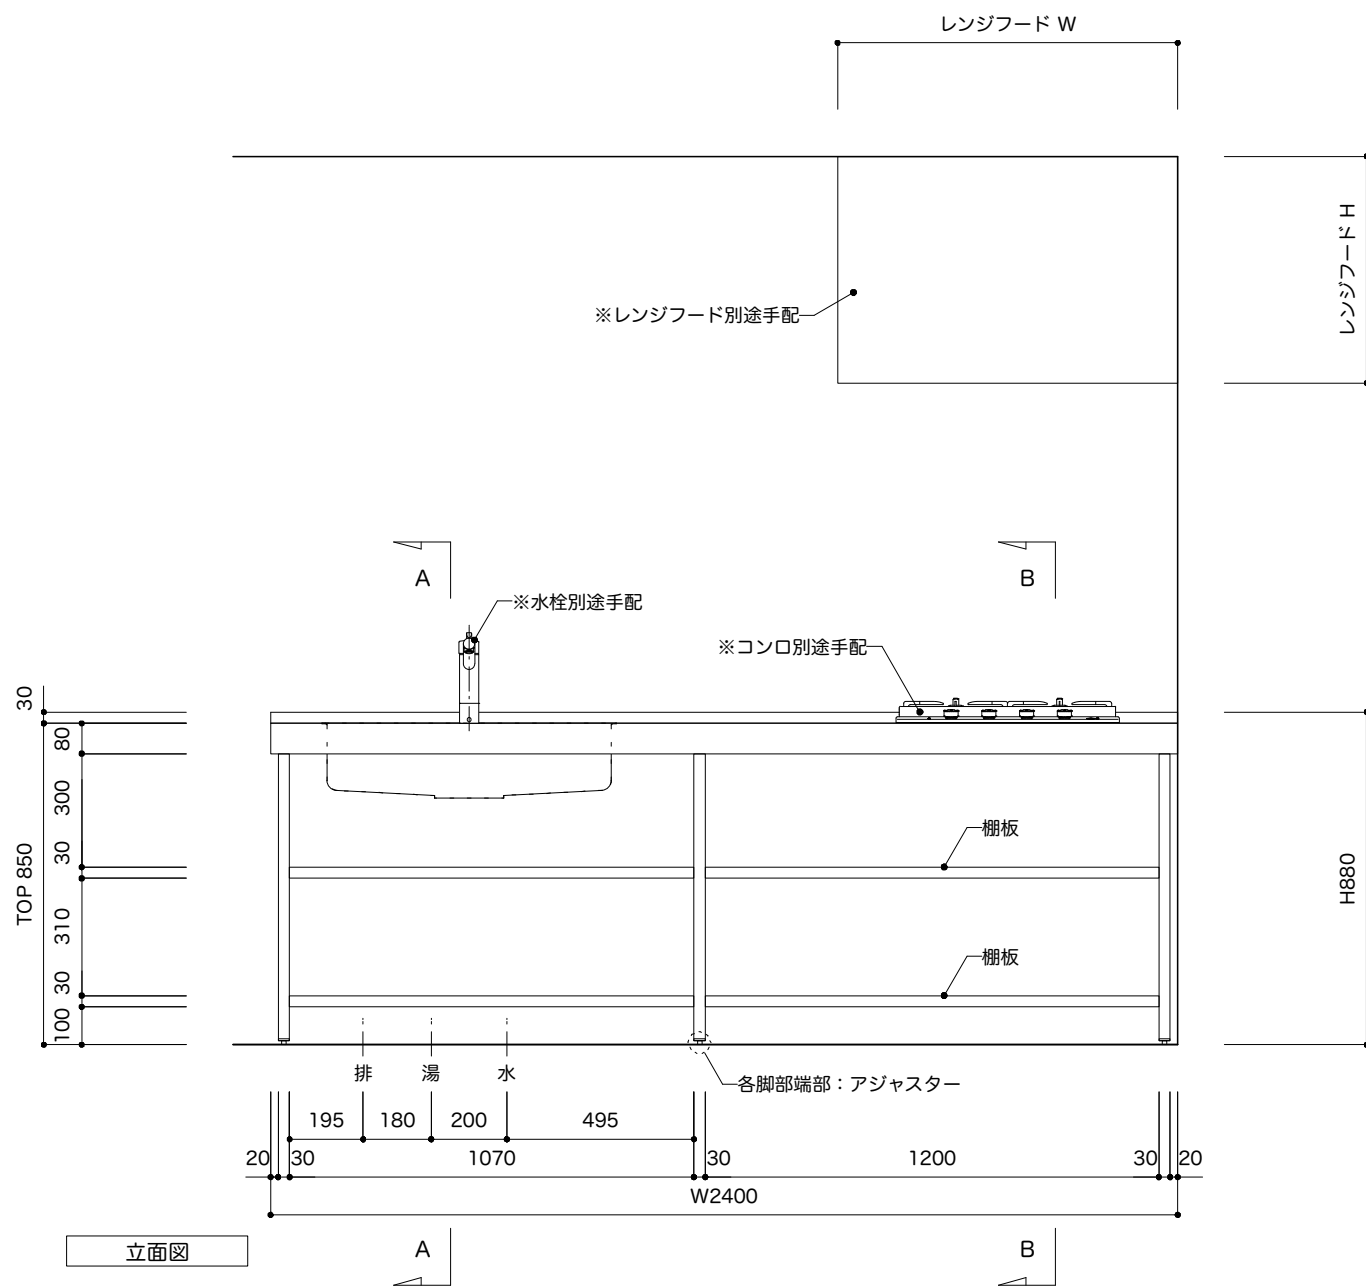 レンジフード W
レンジフード H
※レンジフード別途手配
A
B
※水栓別途手配
※コンロ別途手配
30
80
300
30
310
30
100
TOP 850
H880
棚板
棚板
排
湯
水
各脚部端部：アジャスター
195
180
200
495
20
30
1070
30
1200
30
20
W2400
立面図
A
B